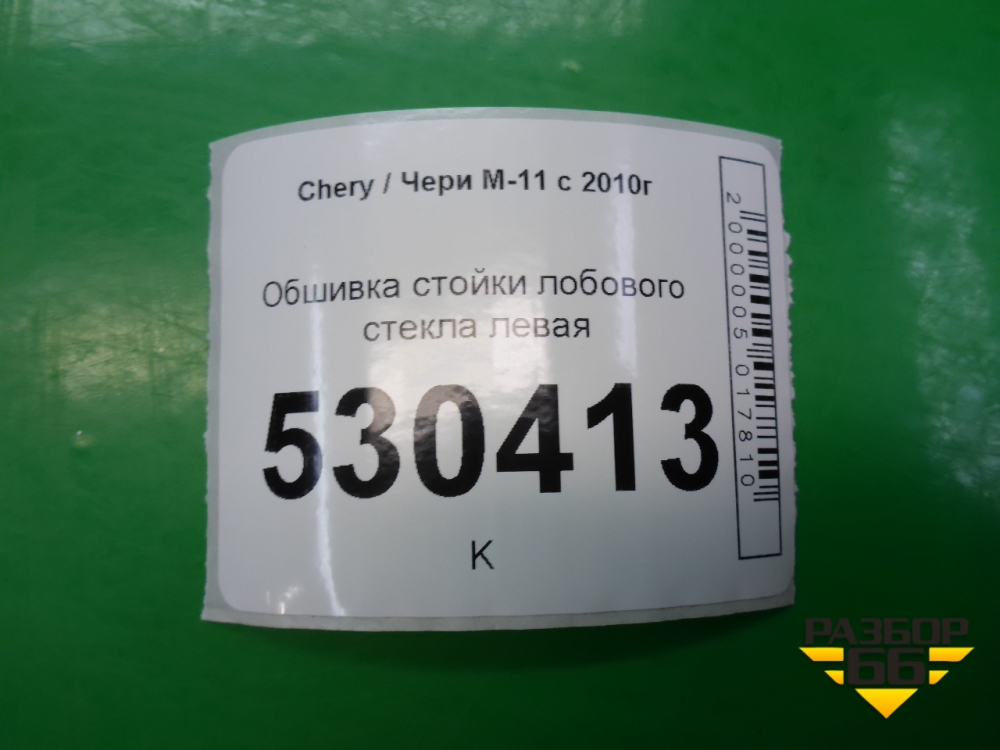 Chery / Чери М-11 с 2010г
Обшивка стойки лобового
стекла левая
530413
К
2000005017810
РАЗБОР
66